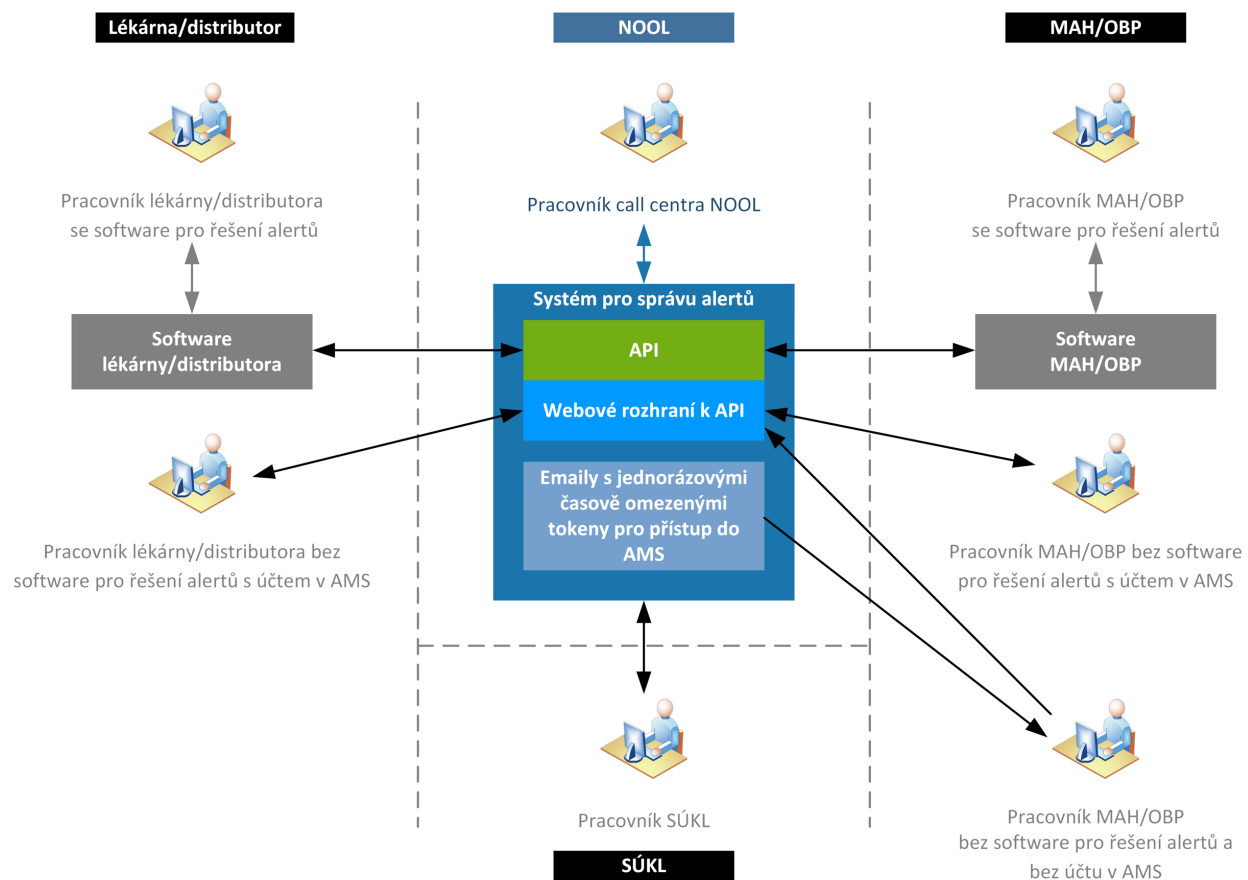 Lékárna/distributor
NOOL
MAH/OBP
Pracovník lékárny/distributora
se software pro řešení alertů
Pracovník call centra NOOL
Pracovník MAH/OBP
se software pro řešení alertů
Systém pro správu alertů
Software
lékárny/distributora
API
Software
MAH/OBP
Webové rozhraní k API
Emaily s jednorázovými
časově omezenými
tokeny pro přístup do
AMS
Pracovník lékárny/distributora bez
software pro řešení alertů s účtem v AMS
Pracovník MAH/OBP bez software
pro řešení alertů s účtem v AMS
Pracovník SÚKL
SÚKL
Pracovník MAH/OBP
bez software pro řešení alertů a
bez účtu v AMS